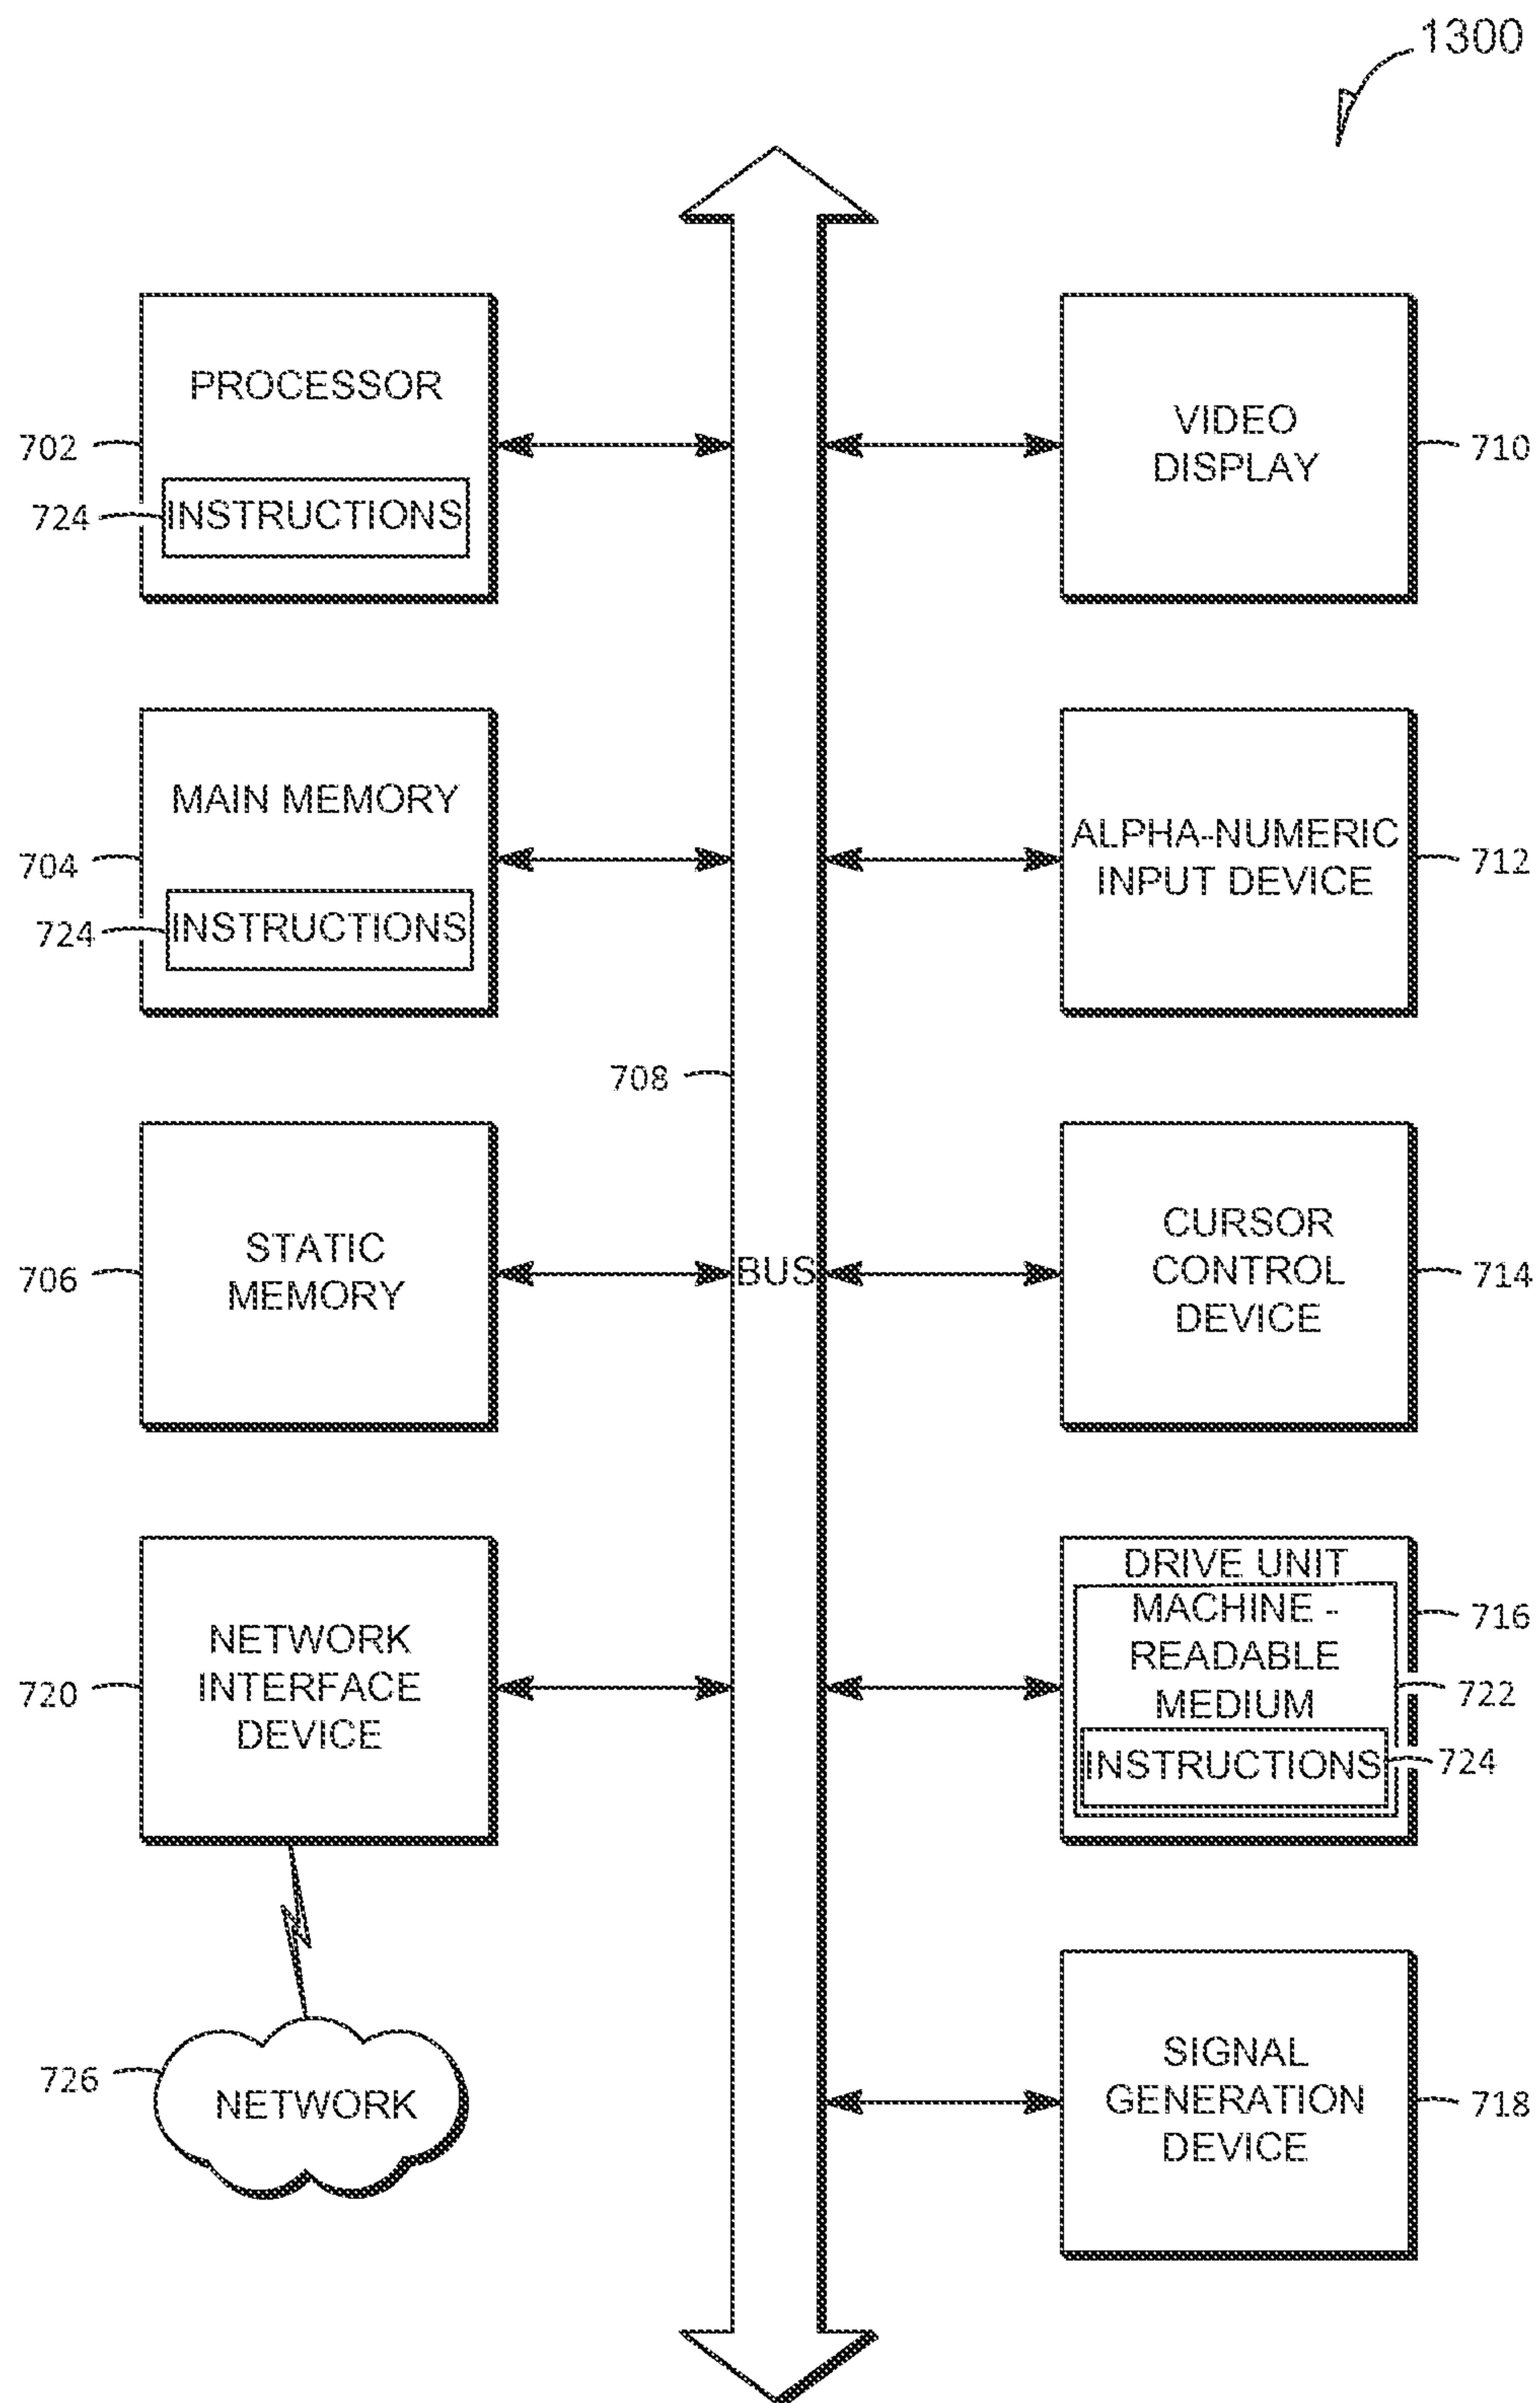 1300
PROCESSOR
702
724
INSTRUCTIONS
VIDEO
DISPLAY
710
MAIN MEMORY
704
724
INSTRUCTIONS
ALPHA-NUMERIC
INPUT DEVICE
712
708
STATIC
MEMORY
706
BUS
CURSOR
CONTROL
DEVICE
714
NETWORK
INTERFACE
DEVICE
720
DRIVE UNIT
716
MACHINE -
READABLE
MEDIUM
722
INSTRUCTIONS
724
726
NETWORK
SIGNAL
GENERATION
DEVICE
718